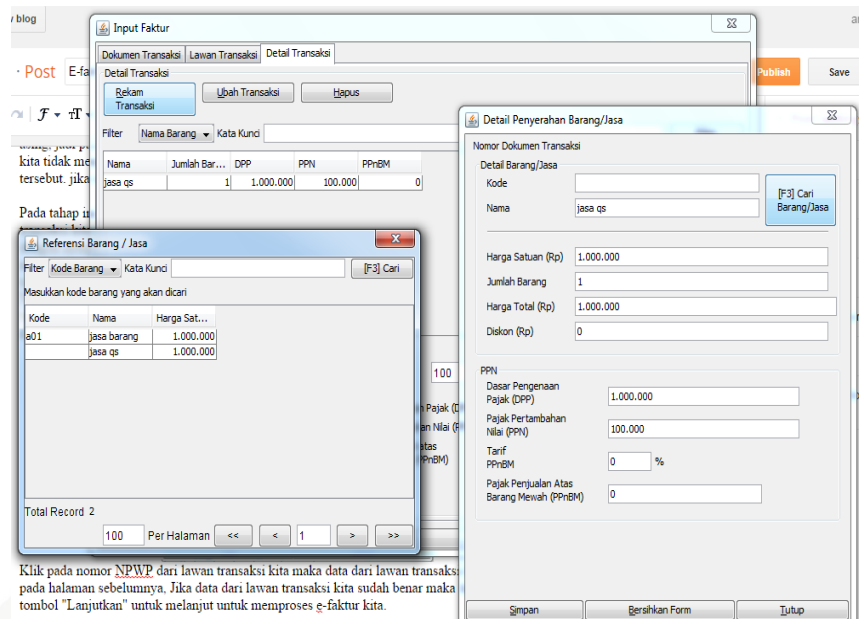 blog
Post
E-fa
Publish
Save
Input Faktur
Dokumen Transaksi
Lawan Transaksi
Detail Transaksi
Detail Transaksi
Rekam
Transaksi
Ubah Transaksi
Hapus
Filter
Nama Barang
Kata Kunci
Nama
Jumlah Bar...
DPP
PPN
PPnBM
jasa qs
1
1.000.000
100.000
0
kita tidak me
tersebut. jika
Pada tahap in
100
Referensi Barang / Jasa
Filter
Kode Barang
Kata Kunci
[F3] Cari
Masukkan kode barang yang akan dicari
Kode
Nama
Harga Sat...
a01
jasa barang
1.000.000
jasa qs
1.000.000
Total Record 2
100
Per Halaman
<<
<
1
>
>>
Detail Penyerahan Barang/Jasa
Nomor Dokumen Transaksi
Detail Barang/Jasa
Kode
[F3] Cari
Barang/Jasa
Nama
jasa qs
Harga Satuan (Rp)
1.000.000
Jumlah Barang
1
Harga Total (Rp)
1.000.000
Diskon (Rp)
0
PPN
Dasar Pengenaan
Pajak (DPP)
1.000.000
Pajak Pertambahan
Nilai (PPN)
100.000
Tarif
PPnBM
0
%
Pajak Penjualan Atas
Barang Mewah (PPnBM)
0
Simpan
Bersihkan Form
Tutup
Klik pada nomor NPWP dari lawan transaksi kita maka data dari lawan transaksi
pada halaman sebelumnya, Jika data dari lawan transaksi kita sudah benar maka
tombol "Lanjutkan" untuk melanjut untuk memproses e-faktur kita.